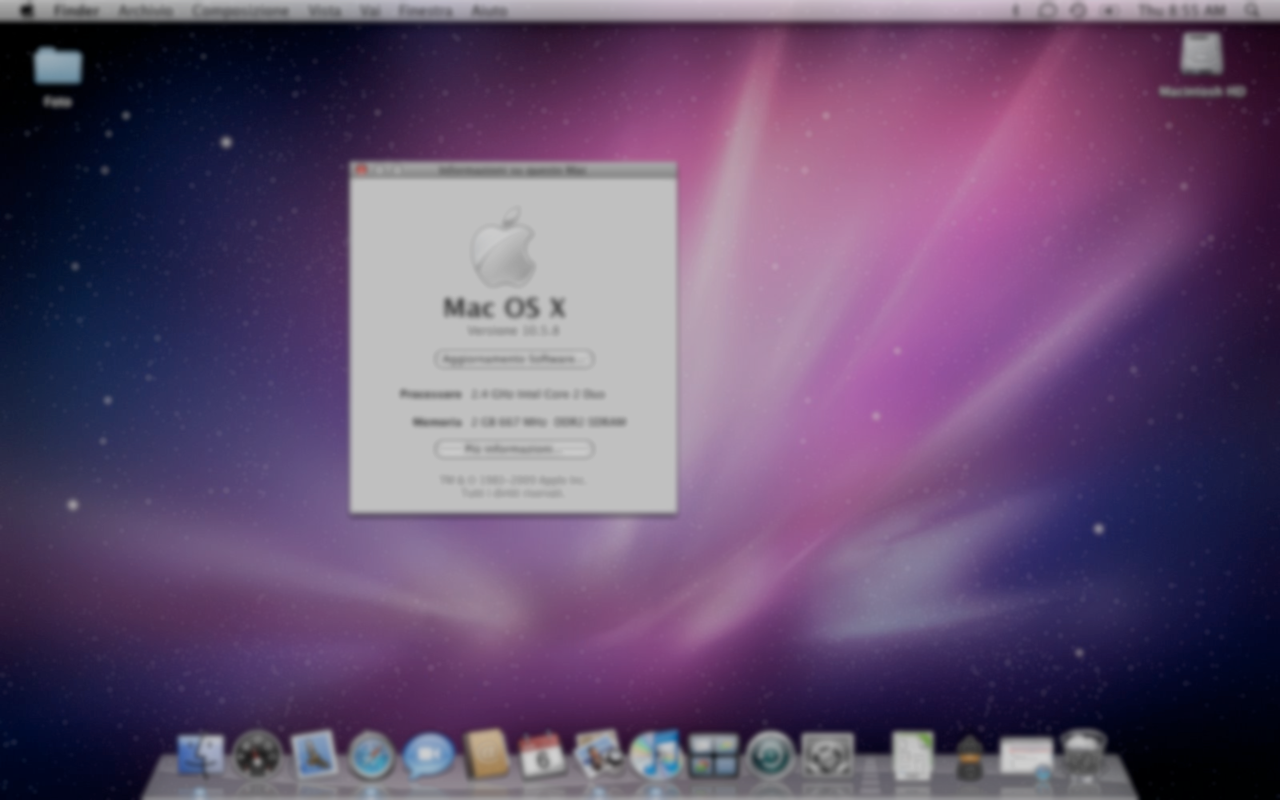 Finder Archivio Composizione Vista Vai Finestra Aiuto
Thu 8:55 AM
Foto
Macintosh HD
Informazioni su questo Mac
Mac OS X
Versione 10.5.8
Aggiornamento Software...
Processore 2.4 GHz Intel Core 2 Duo
Memoria 2 GB 667 MHz DDR2 SDRAM
Più informazioni...
TM & © 1983-2009 Apple Inc.
Tutti i diritti riservati.
6